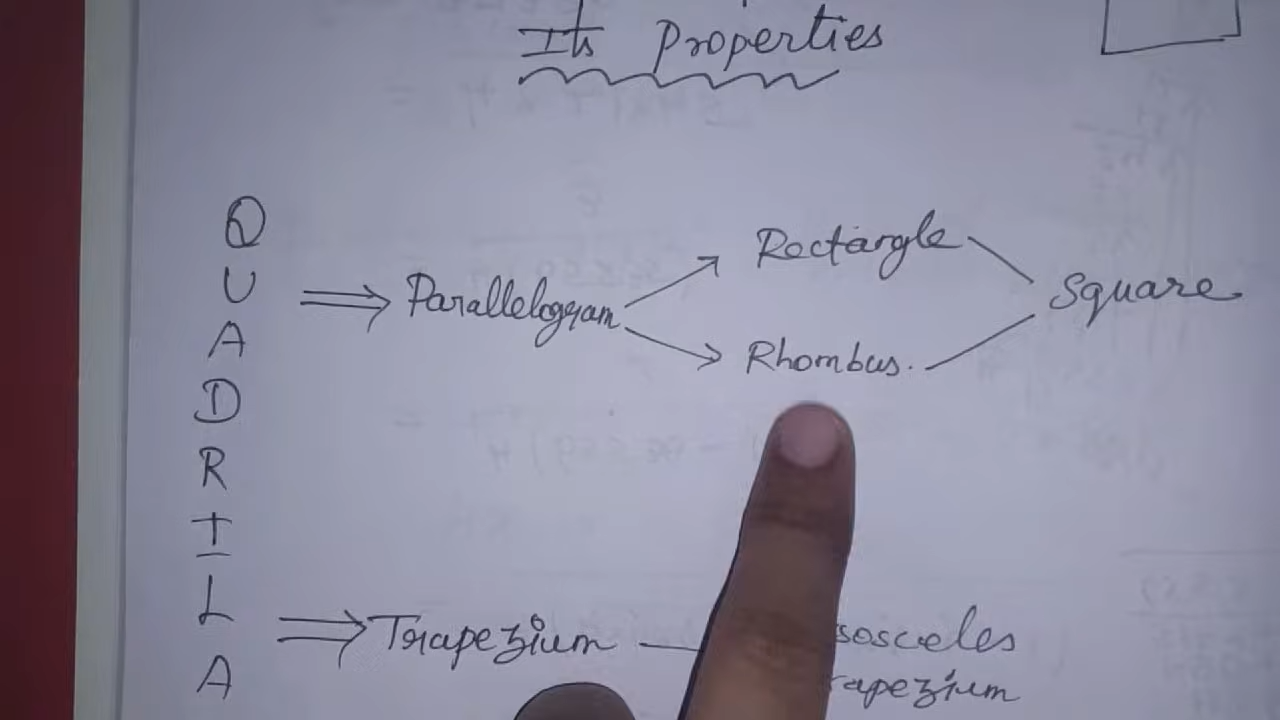 Its Properties
Q
U
A
D
R
I
L
A
Parallelogram
Rectangle
Rhombus.
Square
Trapezium